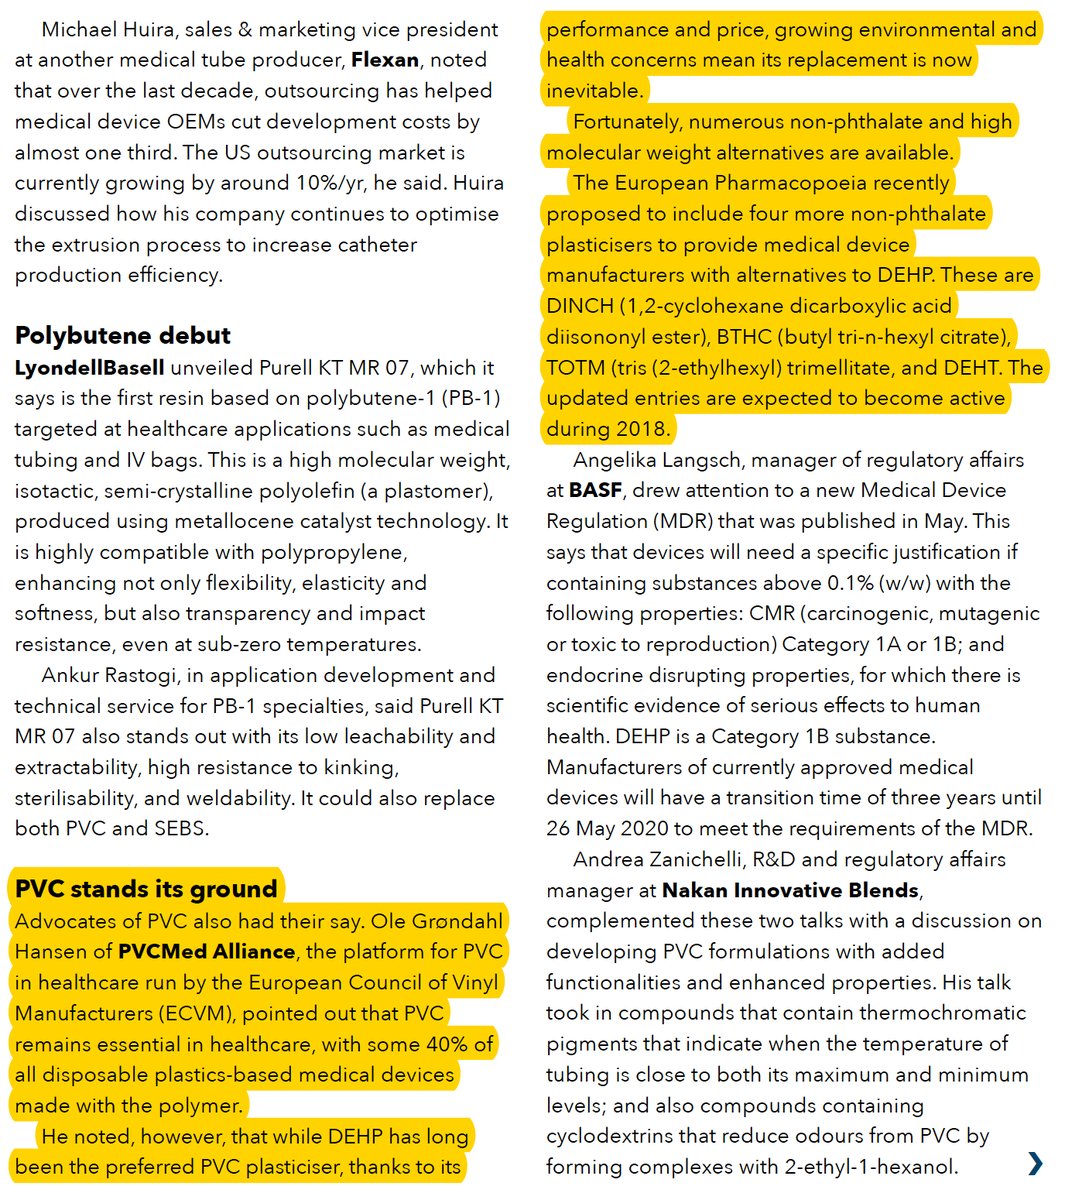 Michael Huira, sales & marketing vice president
at another medical tube producer, Flexan, noted
that over the last decade, outsourcing has helped
medical device OEMs cut development costs by
almost one third. The US outsourcing market is
currently growing by around 10%/yr, he said. Huira
discussed how his company continues to optimise
the extrusion process to increase catheter
production efficiency.
Polybutene debut
LyondellBasell unveiled Purell KT MR 07, which it
says is the first resin based on polybutene-1 (PB-1)
targeted at healthcare applications such as medical
tubing and IV bags. This is a high molecular weight,
isotactic, semi-crystalline polyolefin (a plastomer),
produced using metallocene catalyst technology. It
is highly compatible with polypropylene,
enhancing not only flexibility, elasticity and
softness, but also transparency and impact
resistance, even at sub-zero temperatures.
Ankur Rastogi, in application development and
technical service for PB-1 specialties, said Purell KT
MR 07 also stands out with its low leachability and
extractability, high resistance to kinking,
sterilisability, and weldability. It could also replace
both PVC and SEBS.
PVC stands its ground
Advocates of PVC also had their say. Ole Grøndahl
Hansen of PVCMed Alliance, the platform for PVC
in healthcare run by the European Council of Vinyl
Manufacturers (ECVM), pointed out that PVC
remains essential in healthcare, with some 40% of
all disposable plastics-based medical devices
made with the polymer.
He noted, however, that while DEHP has long
been the preferred PVC plasticiser, thanks to its
performance and price, growing environmental and
health concerns mean its replacement is now
inevitable.
Fortunately, numerous non-phthalate and high
molecular weight alternatives are available.
The European Pharmacopoeia recently
proposed to include four more non-phthalate
plasticisers to provide medical device
manufacturers with alternatives to DEHP. These are
DINCH (1,2-cyclohexane dicarboxylic acid
diisononyl ester), BTHC (butyl tri-n-hexyl citrate),
TOTM (tris (2-ethylhexyl) trimellitate, and DEHT. The
updated entries are expected to become active
during 2018.
Angelika Langsch, manager of regulatory affairs
at BASF, drew attention to a new Medical Device
Regulation (MDR) that was published in May. This
says that devices will need a specific justification if
containing substances above 0.1% (w/w) with the
following properties: CMR (carcinogenic, mutagenic
or toxic to reproduction) Category 1A or 1B; and
endocrine disrupting properties, for which there is
scientific evidence of serious effects to human
health. DEHP is a Category 1B substance.
Manufacturers of currently approved medical
devices will have a transition time of three years until
26 May 2020 to meet the requirements of the MDR.
Andrea Zanichelli, R&D and regulatory affairs
manager at Nakan Innovative Blends,
complemented these two talks with a discussion on
developing PVC formulations with added
functionalities and enhanced properties. His talk
took in compounds that contain thermochromatic
pigments that indicate when the temperature of
tubing is close to both its maximum and minimum
levels; and also compounds containing
cyclodextrins that reduce odours from PVC by
forming complexes with 2-ethyl-1-hexanol.